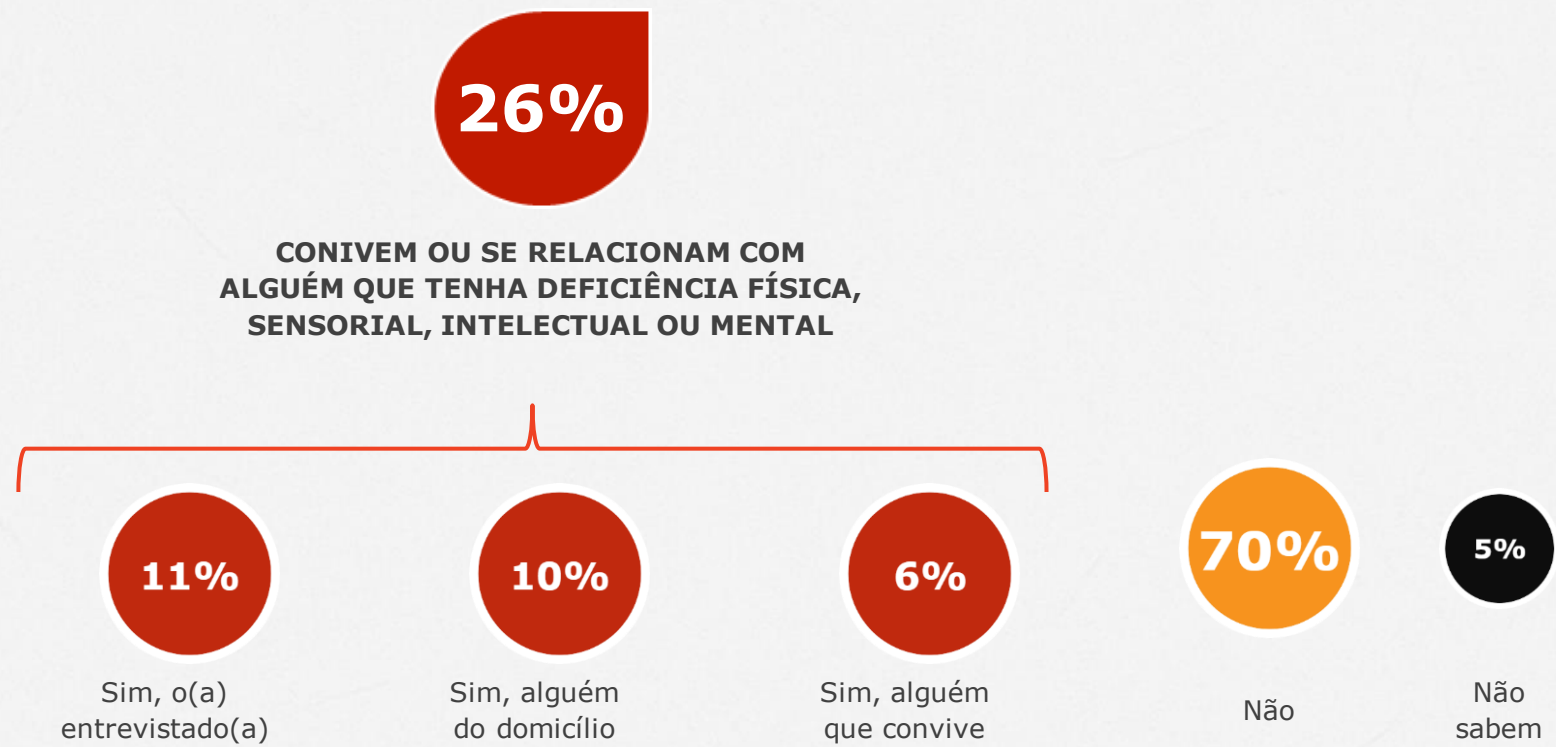 26%
CONIVEM OU SE RELACIONAM COM
ALGUÉM QUE TENHA DEFICIÊNCIA FÍSICA,
SENSORIAL, INTELECTUAL OU MENTAL
11%
Sim, o(a)
entrevistado(a)
10%
Sim, alguém
do domicílio
6%
Sim, alguém
que convive
70%
Não
5%
Não
sabem